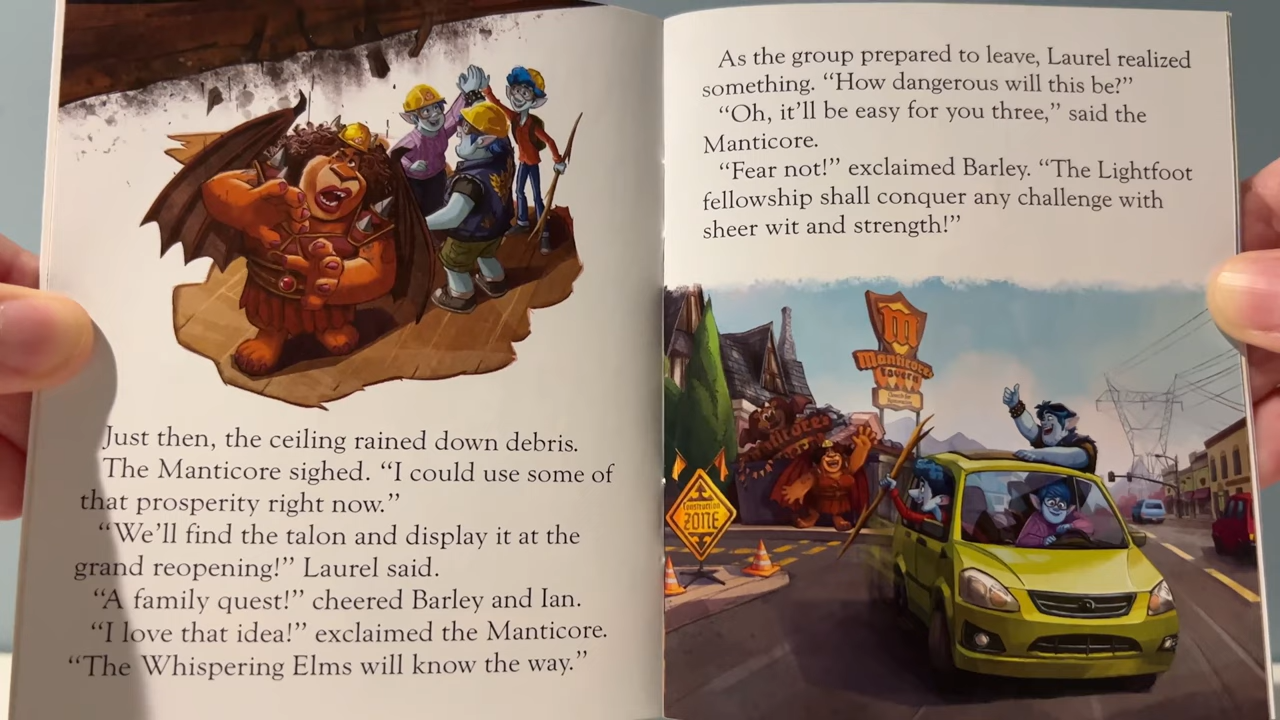 Just then, the ceiling rained down debris.
The Manticore sighed. “I could use some of
that prosperity right now.”
“We’ll find the talon and display it at the
grand reopening!” Laurel said.
“A family quest!” cheered Barley and Ian.
“I love that idea!” exclaimed the Manticore.
“The Whispering Elms will know the way.”
As the group prepared to leave, Laurel realized
something. “How dangerous will this be?”
“Oh, it’ll be easy for you three,” said the
Manticore.
“Fear not!” exclaimed Barley. “The Lightfoot
fellowship shall conquer any challenge with
sheer wit and strength!”
M
Manticore
Tavern
Manticore's
Construction
ZONE